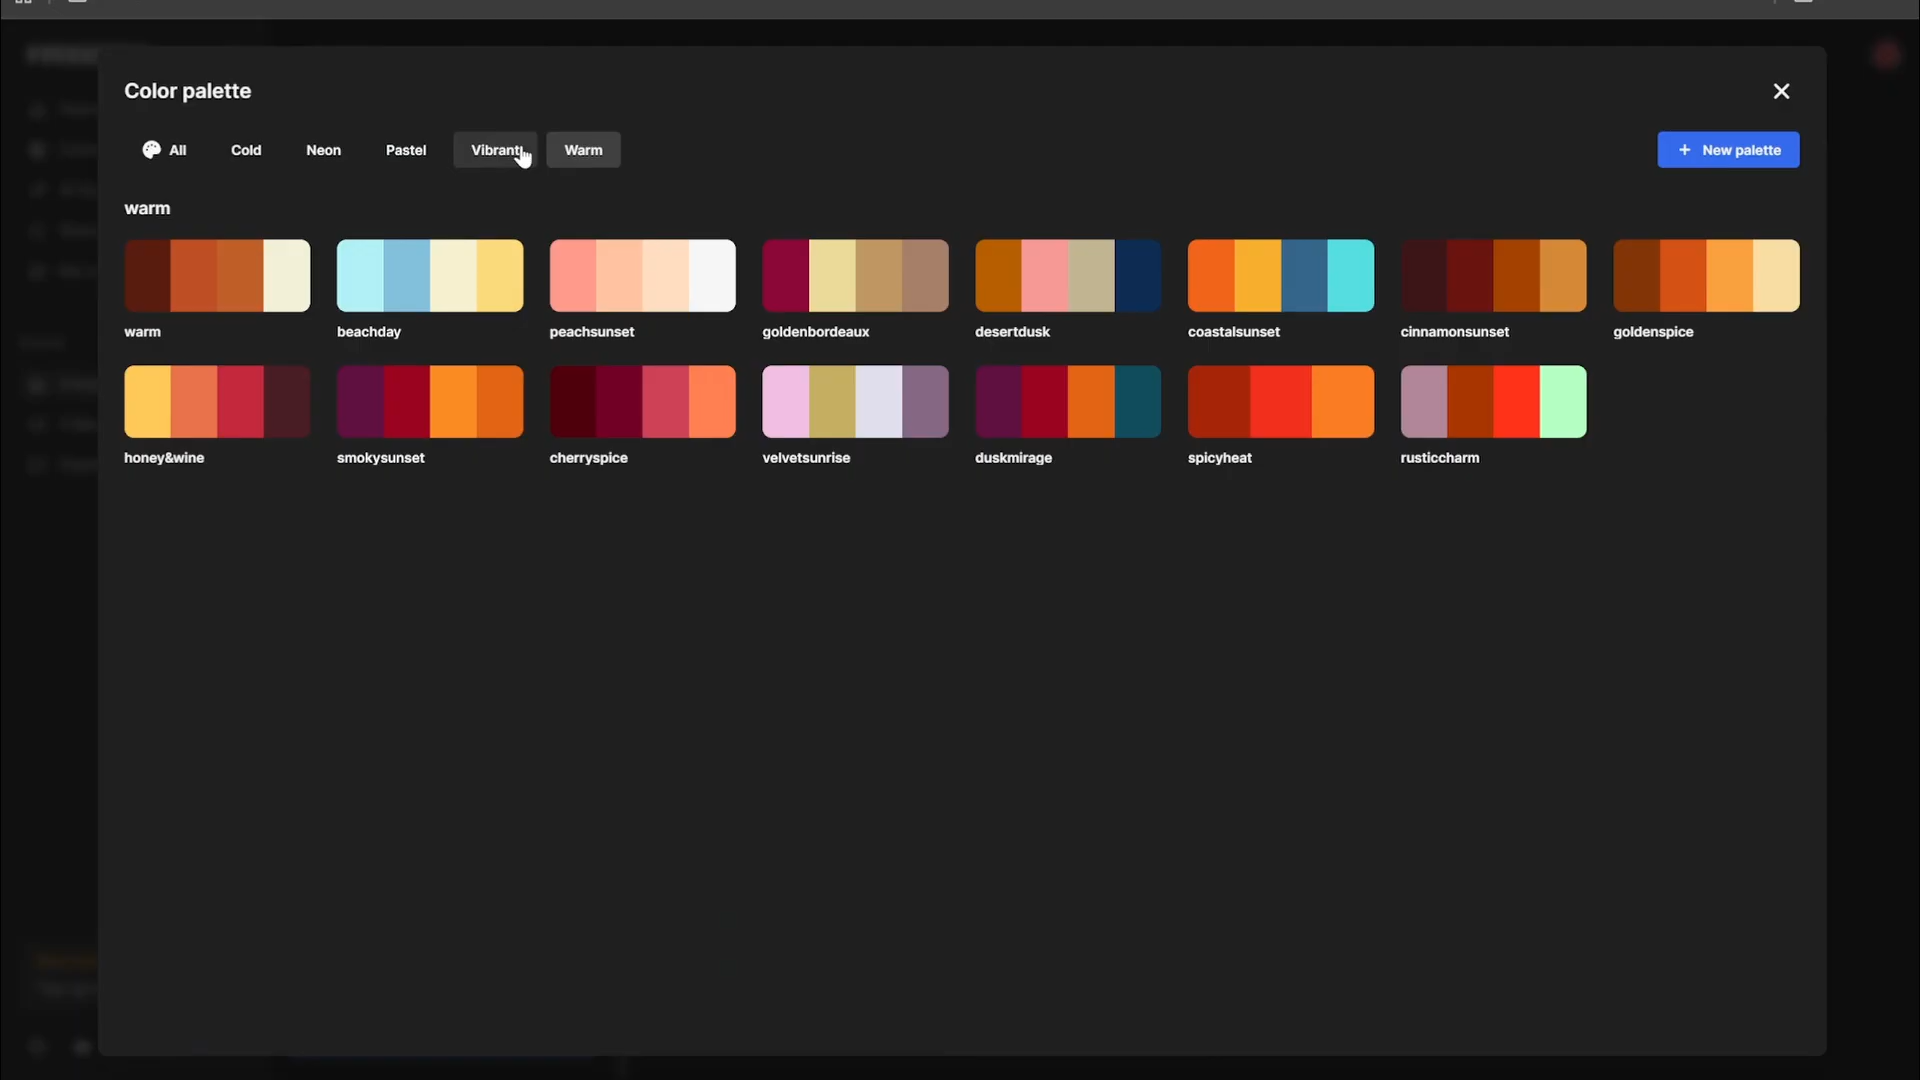 Color palette
All Cold Neon Pastel Vibrant Warm
+ New palette
warm
warm beachday peachsunset goldenbordeaux desertdusk coastalsunset cinnamonsunset goldenspice
honey&wine smokysunset cherryspice velvetsunrise duskmirage spicyheat rusticcharm